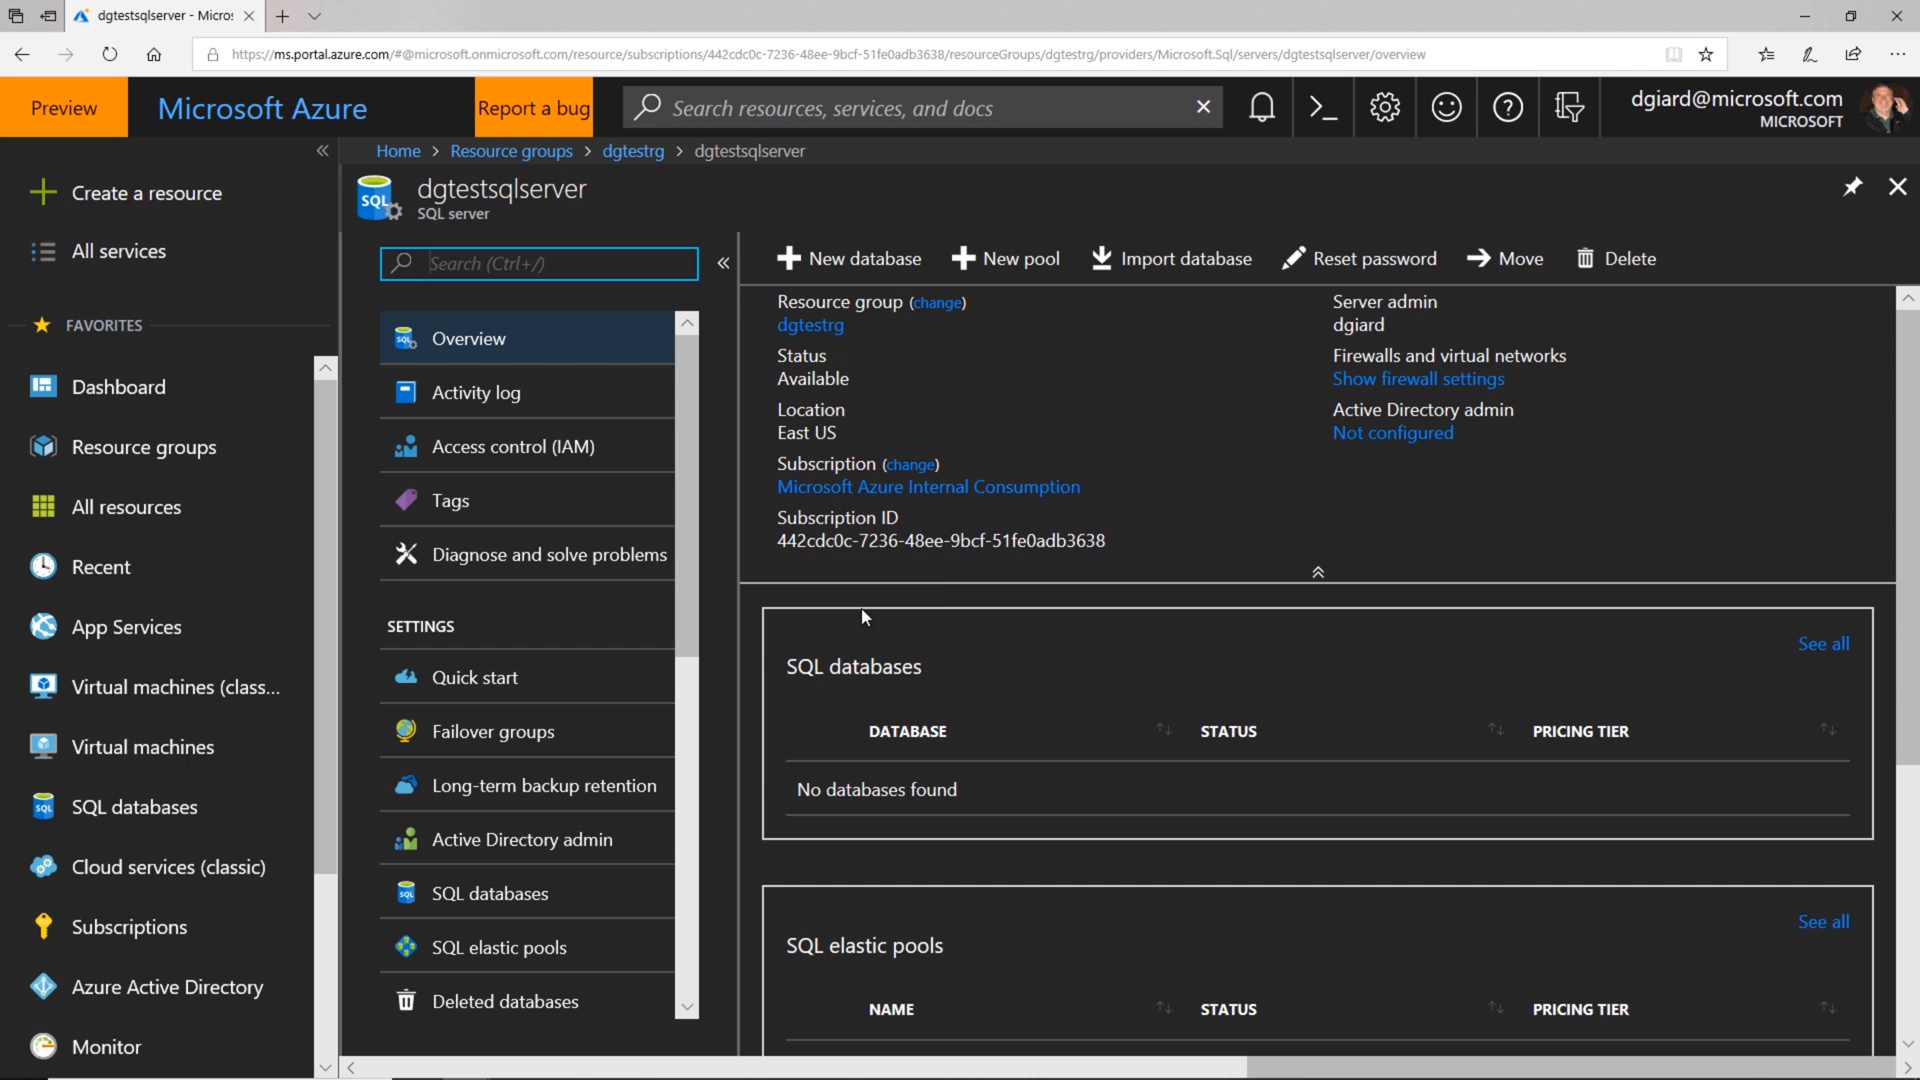 dgtestsqlserver - Micros
https://ms.portal.azure.com/#@microsoft.onmicrosoft.com/resource/subscriptions/442cdc0c-7236-48ee-9bcf-51fe0adb3638/resourceGroups/dgtestrg/providers/Microsoft.Sql/servers/dgtestsqlserver/overview
Preview
Microsoft Azure
Report a bug
Search resources, services, and docs
dgiard@microsoft.com
MICROSOFT
Home > Resource groups > dgtestrg > dgtestsqlserver
dgtestsqlserver
SQL server
Create a resource
All services
FAVORITES
Dashboard
Resource groups
All resources
Recent
App Services
Virtual machines (class...
Virtual machines
SQL databases
Cloud services (classic)
Subscriptions
Azure Active Directory
Monitor
Search (Ctrl+/)
Overview
Activity log
Access control (IAM)
Tags
Diagnose and solve problems
SETTINGS
Quick start
Failover groups
Long-term backup retention
Active Directory admin
SQL databases
SQL elastic pools
Deleted databases
New database
New pool
Import database
Reset password
Move
Delete
Resource group (change)
dgtestrg
Status
Available
Location
East US
Subscription (change)
Microsoft Azure Internal Consumption
Subscription ID
442cdc0c-7236-48ee-9bcf-51fe0adb3638
Server admin
dgiard
Firewalls and virtual networks
Show firewall settings
Active Directory admin
Not configured
See all
SQL databases
DATABASE STATUS PRICING TIER
No databases found
See all
SQL elastic pools
NAME STATUS PRICING TIER